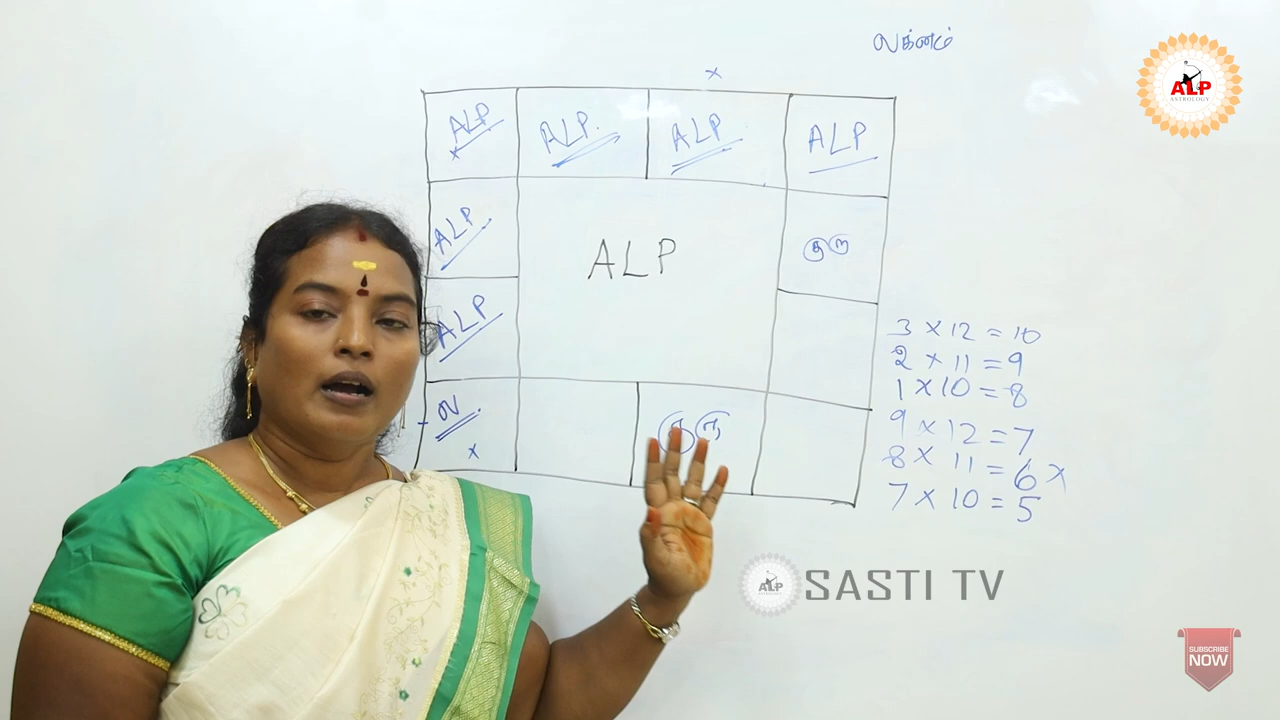 லக்னம்
ALP
ASTROLOGY
ALP ALP ALP ALP
ALP ALP குரு
ALP
3 X 12 = 10
2 X 11 = 9
1 X 10 = 8
9 X 12 = 7
8 X 11 = 6 X
7 X 10 = 5
குரு
ALP SASTI TV
SUBSCRIBE
NOW